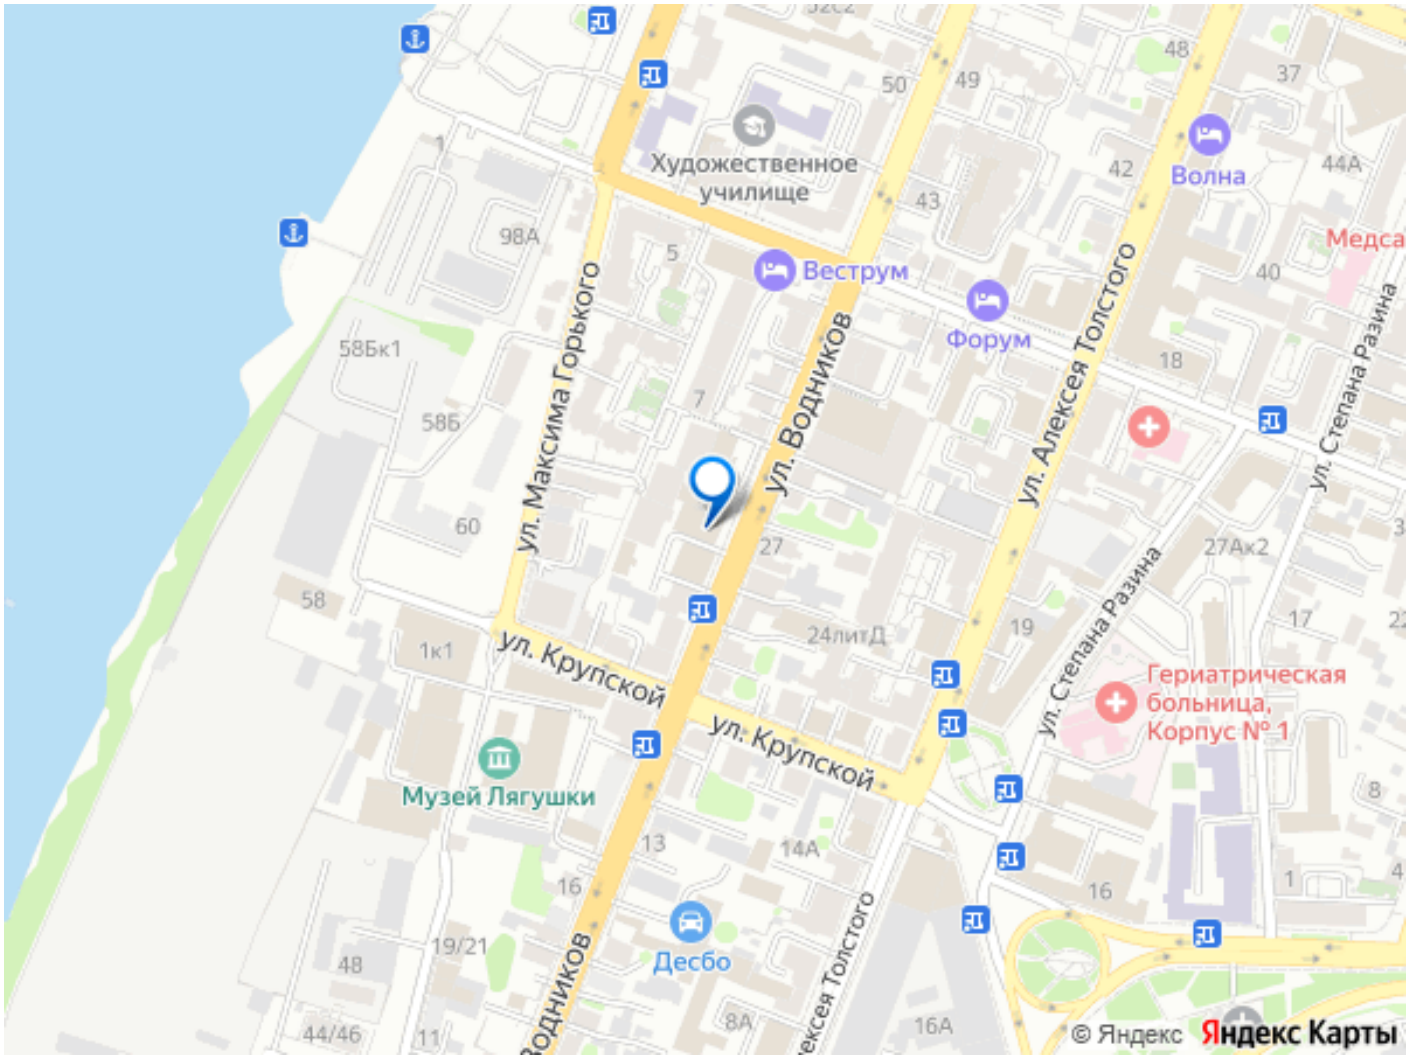 52с2
48
37
50
49
1
Художественное
училище
42
Волна
44А
43
98А
5
Веструм
Медса
40
Форум
ул. Максима Горького
ул. Водников
ул. Алексея Толстого
ул. Степана Разина
58Бк1
18
7
58Б
60
27
27Ак2
58
17
22
1к1
ул. Крупской
24литД
19
ул. Степана Разина
Гериатрическая
больница,
Корпус № 1
ул. Крупской
Музей Лягушки
8
13
14А
16
16
1
4
19/21
Десбо
48
Водников
лексея Толстого
44/46
11
8А
16А
© Яндекс Яндекс Карты